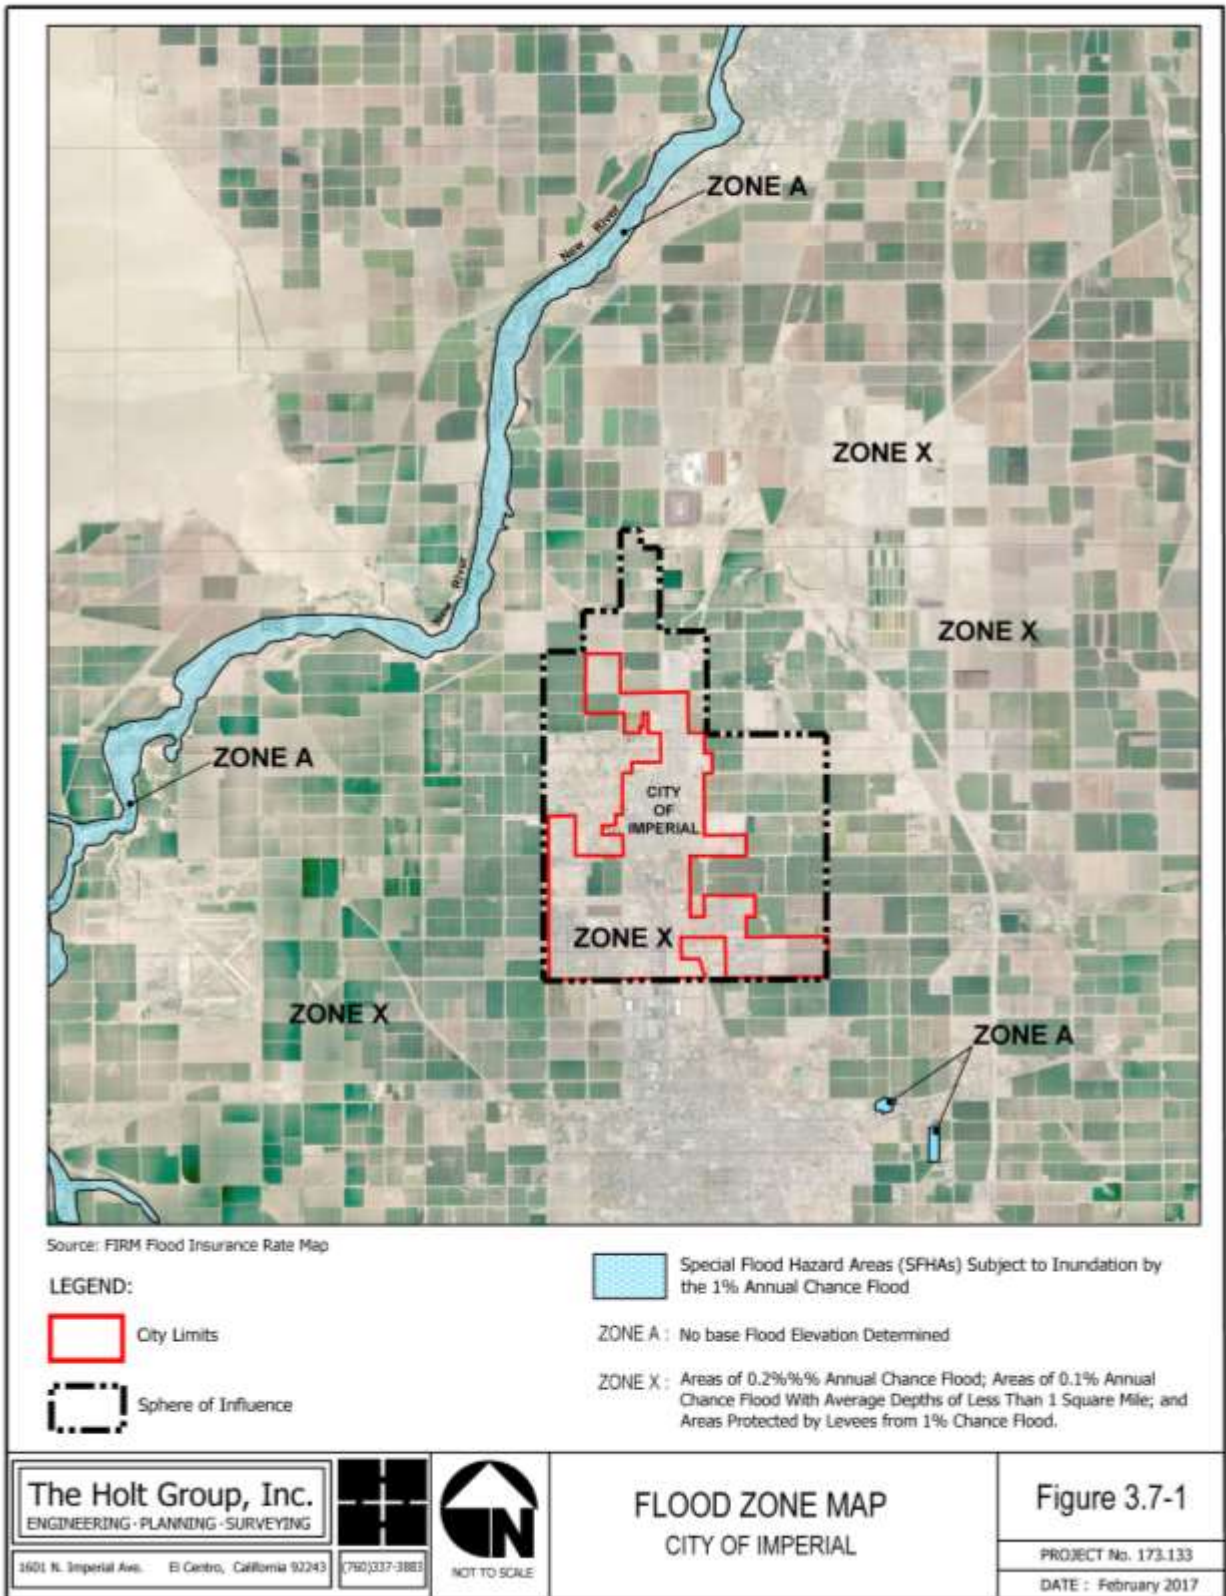 ZONE A
New River
ZONE X
New River
ZONE X
ZONE A
CITY
OF
IMPERIAL
ZONE X
ZONE X
ZONE A
Source: FIRM Flood Insurance Rate Map
LEGEND:
City Limits
Sphere of Influence
Special Flood Hazard Areas (SFHAs) Subject to Inundation by
the 1% Annual Chance Flood
ZONE A : No base Flood Elevation Determined
ZONE X : Areas of 0.2%%% Annual Chance Flood; Areas of 0.1% Annual
Chance Flood With Average Depths of Less Than 1 Square Mile; and
Areas Protected by Levees from 1% Chance Flood.
The Holt Group, Inc.
ENGINEERING · PLANNING · SURVEYING
1601 N. Imperial Ave. El Centro, California 92243 (760)337-3883
N
NOT TO SCALE
FLOOD ZONE MAP
CITY OF IMPERIAL
Figure 3.7-1
PROJECT No. 173.133
DATE : February 2017